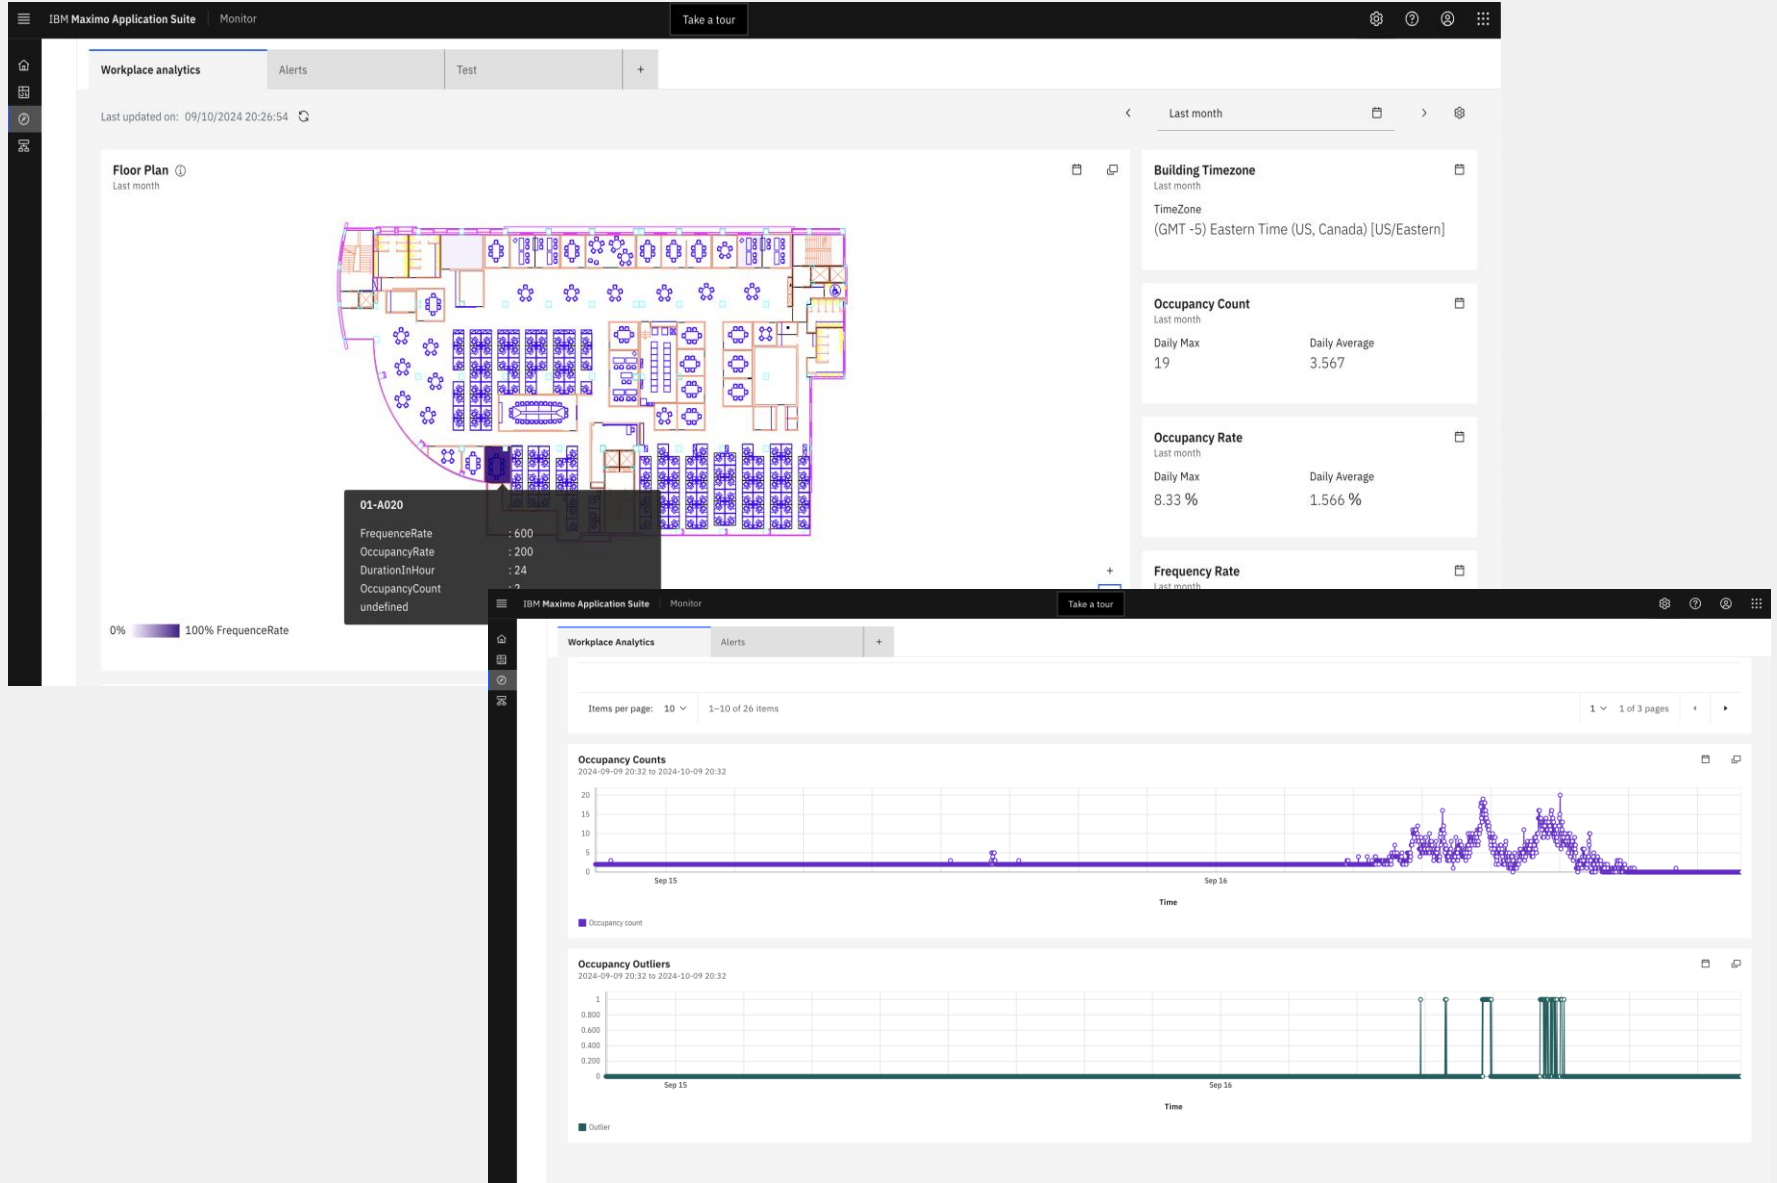 IBM Maximo Application Suite Monitor Take a tour
Workplace analytics Alerts Test +
Last updated on: 09/10/2024 20:26:54
Last month
Floor Plan
Last month
Building Timezone
Last month
TimeZone
(GMT -5) Eastern Time (US, Canada) [US/Eastern]
Occupancy Count
Last month
Daily Max Daily Average
19 3.567
Occupancy Rate
Last month
Daily Max Daily Average
8.33 % 1.566 %
Frequency Rate
Last month
01-A020
FrequenceRate : 600
OccupancyRate : 200
DurationInHour : 24
OccupancyCount : 2
undefined
+
0% 100% FrequenceRate
IBM Maximo Application Suite Monitor Take a tour
Workplace Analytics Alerts +
Items per page: 10 1–10 of 26 items 1 1 of 3 pages
Occupancy Counts
2024-09-09 20:32 to 2024-10-09 20:32
20
15
10
5
0
Sep 15 Sep 16
Time
Occupancy count
Occupancy Outliers
2024-09-09 20:32 to 2024-10-09 20:32
1
0.800
0.600
0.400
0.200
0
Sep 15 Sep 16
Time
Outlier